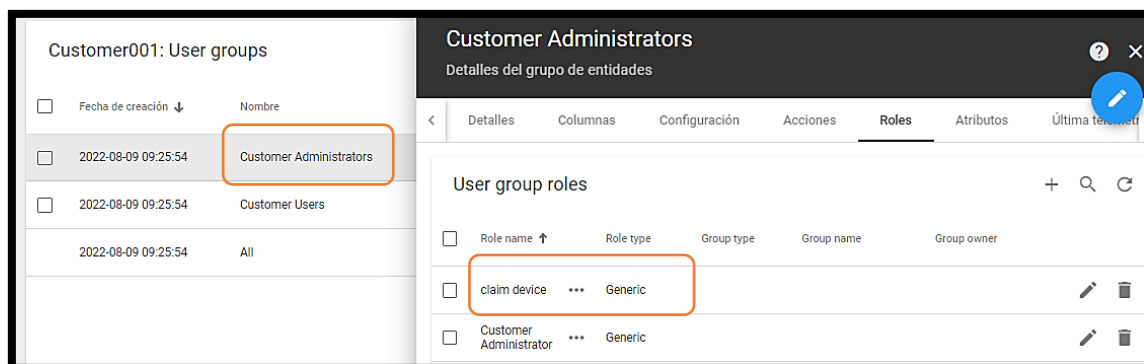 Customer001: User groups
Fecha de creación Nombre
2022-08-09 09:25:54 Customer Administrators
2022-08-09 09:25:54 Customer Users
2022-08-09 09:25:54 All
Customer Administrators
Detalles del grupo de entidades
Detalles Columnas Configuración Acciones Roles Atributos Última
User group roles
Role name Role type Group type Group name Group owner
claim device ••• Generic
Customer
Administrator ••• Generic